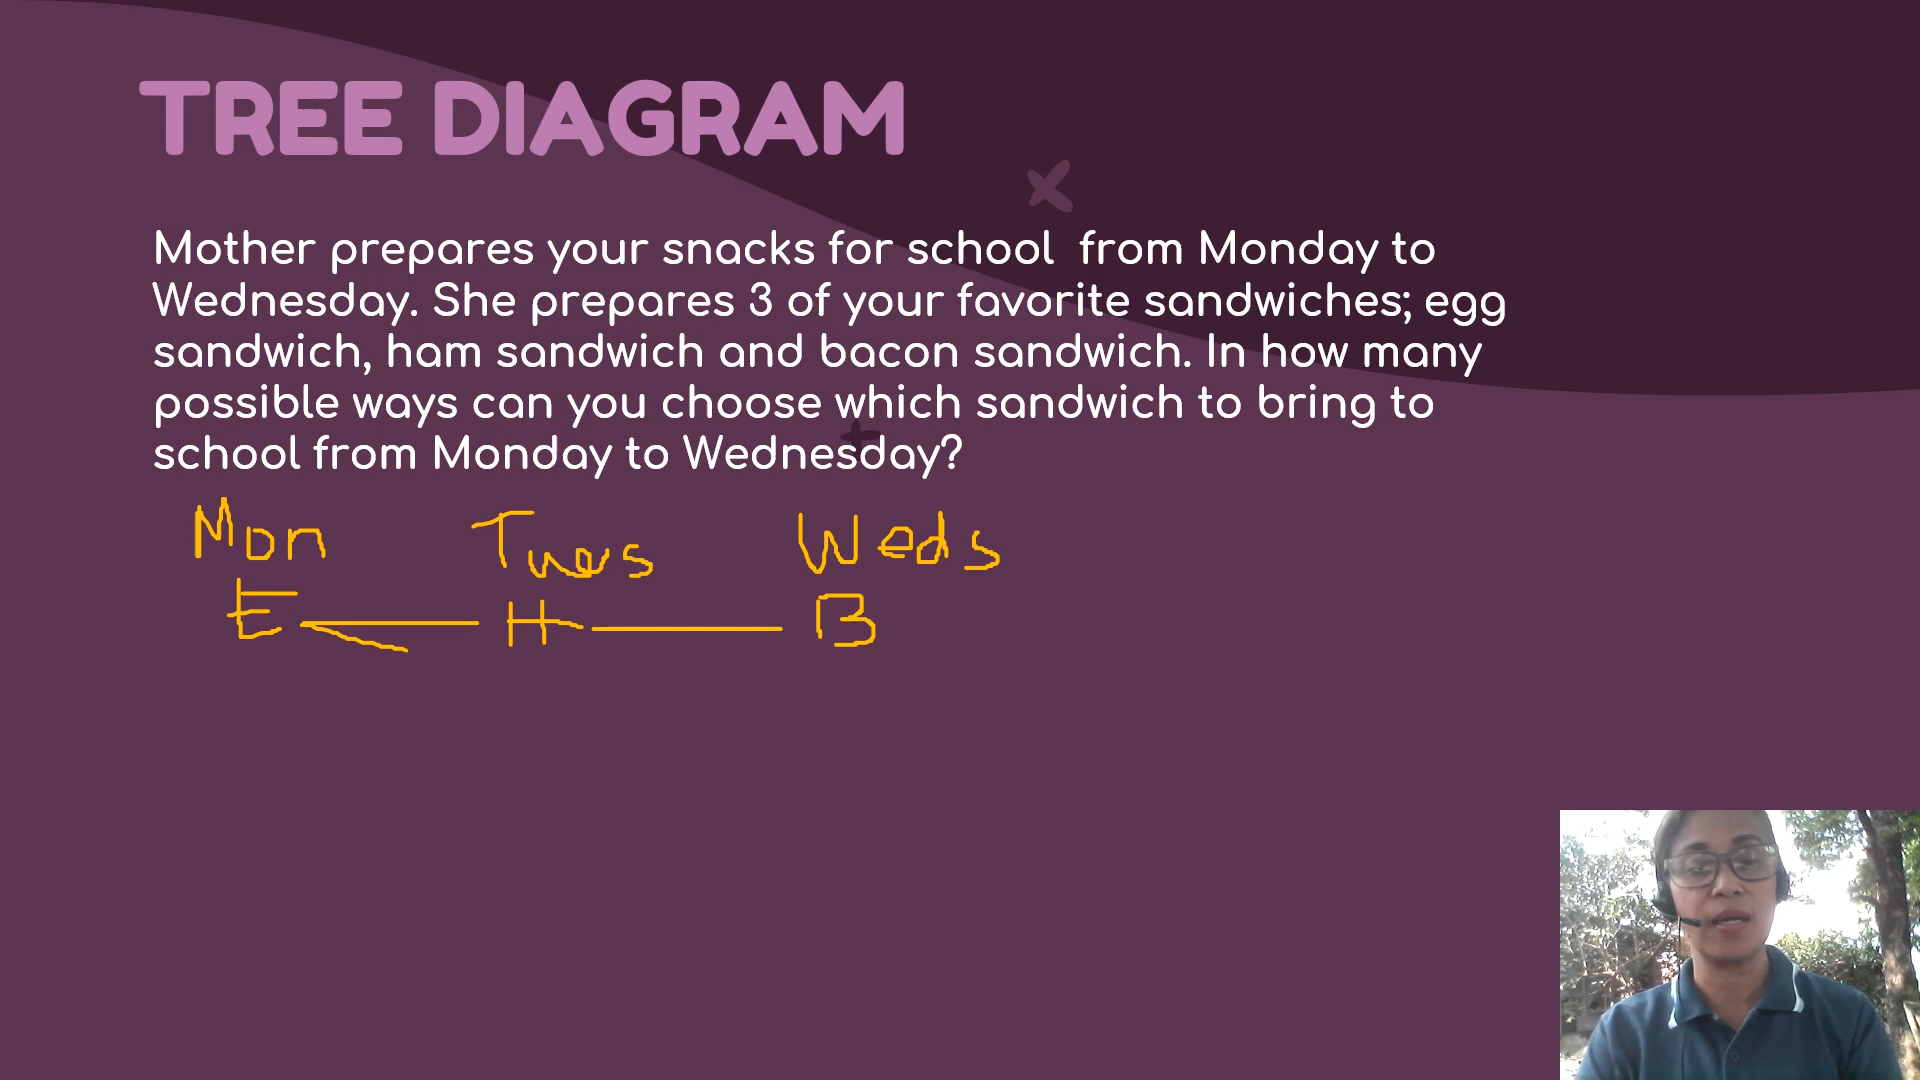 TREE DIAGRAM
Mother prepares your snacks for school from Monday to
Wednesday. She prepares 3 of your favorite sandwiches; egg
sandwich, ham sandwich and bacon sandwich. In how many
possible ways can you choose which sandwich to bring to
school from Monday to Wednesday?
Mon Tues Weds
E H B